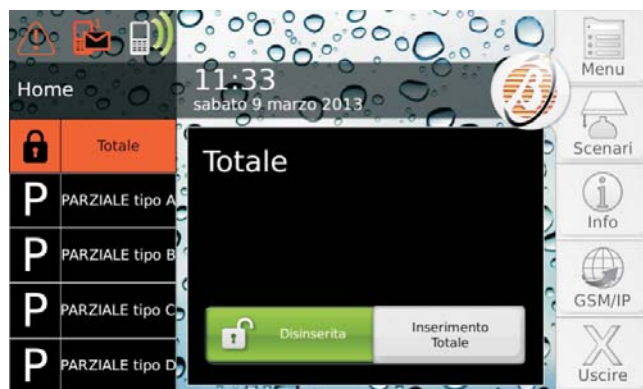 Home
11:33
sabato 9 marzo 2013
B
Menu
Scenari
Info
GSM/IP
Uscire
Totale
P PARZIALE tipo A
P PARZIALE tipo B
P PARZIALE tipo C
P PARZIALE tipo D
Totale
Disinserita
Inserimento
Totale